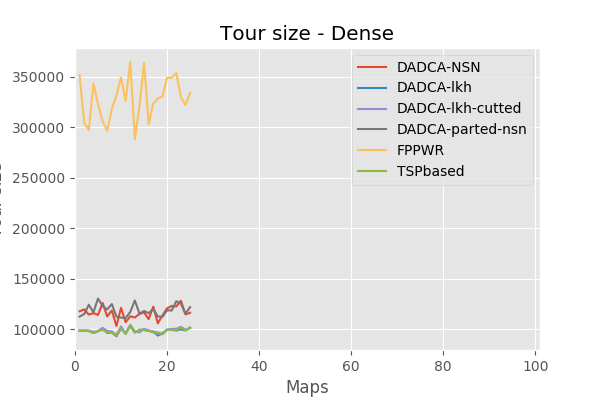 Tour size - Dense
350000
300000
250000
200000
150000
100000
0
20
40
60
80
100
Maps
DADCA-NSN
DADCA-lkh
DADCA-lkh-cutted
DADCA-parted-nsn
FPPWR
TSPbased